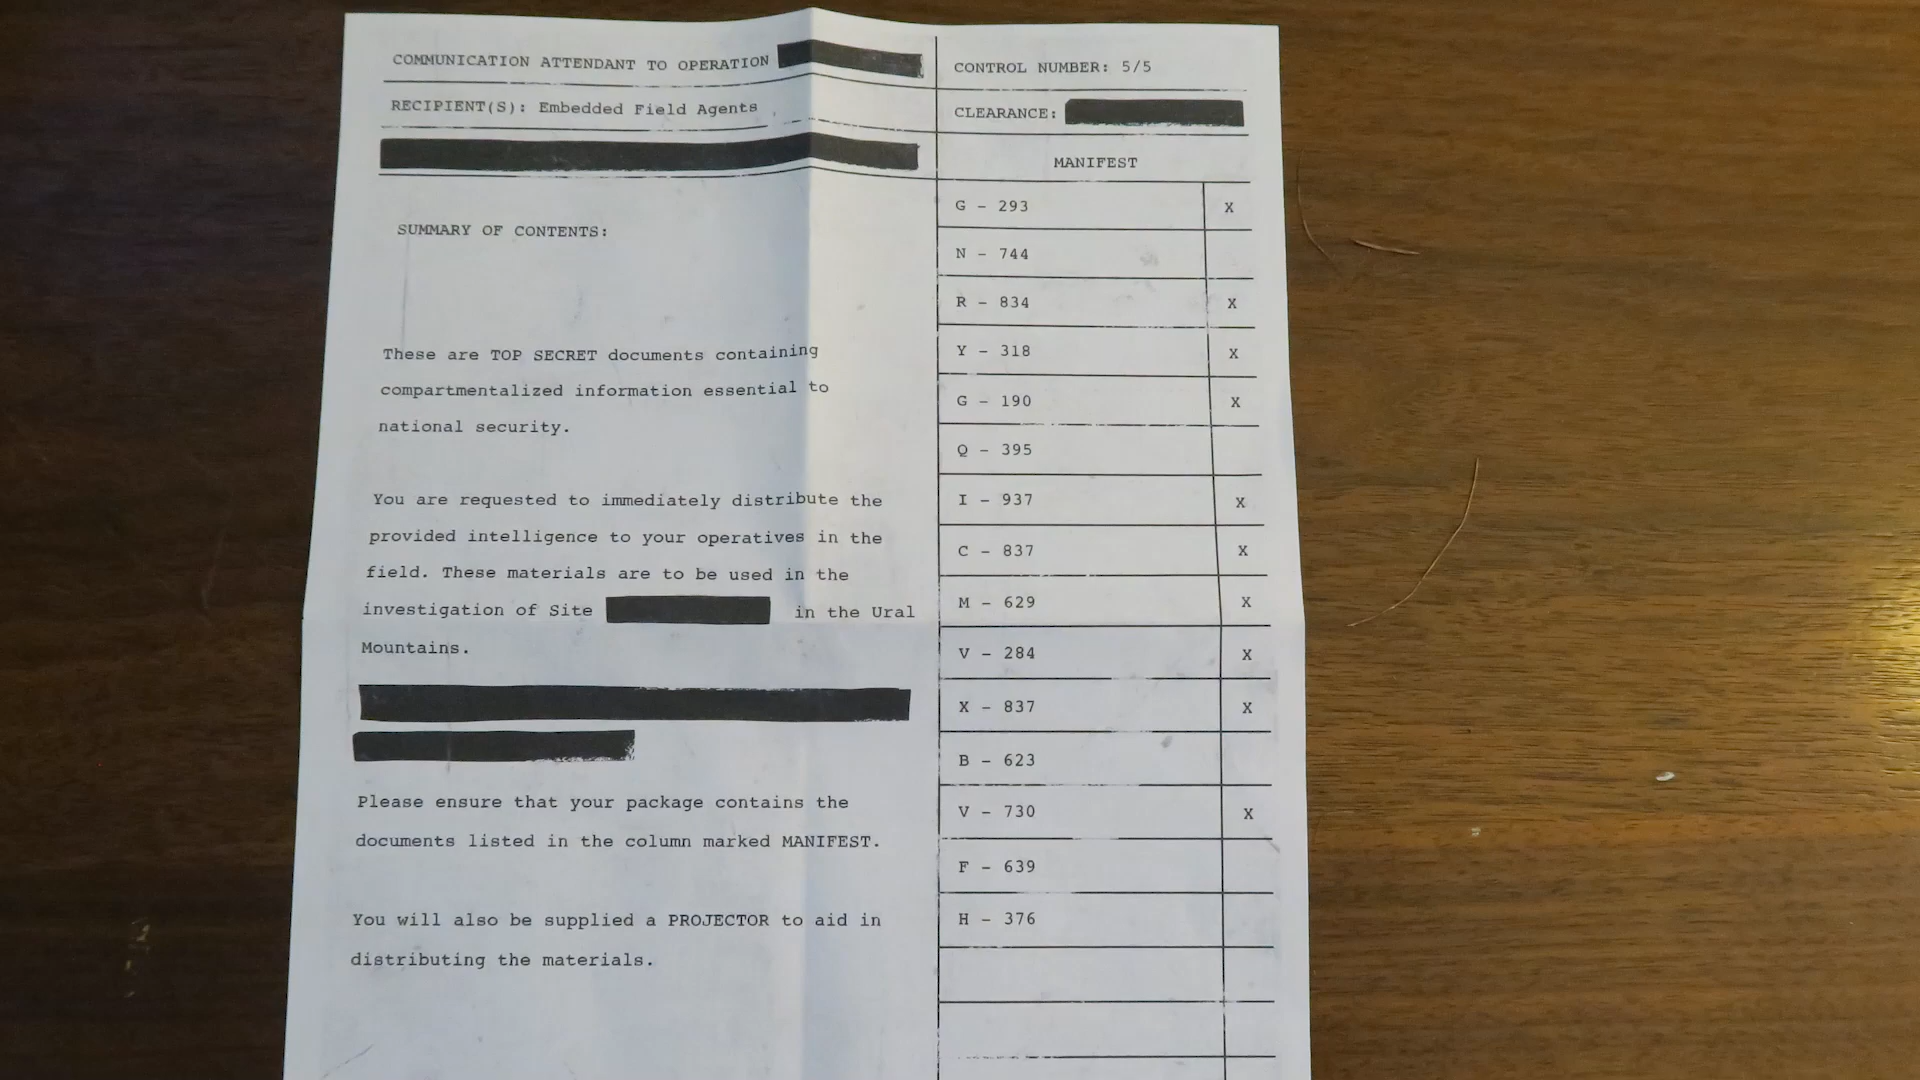 COMMUNICATION ATTENDANT TO OPERATION
RECIPIENT(S): Embedded Field Agents
SUMMARY OF CONTENTS:
These are TOP SECRET documents containing
compartmentalized information essential to
national security.
You are requested to immediately distribute the
provided intelligence to your operatives in the
field. These materials are to be used in the
investigation of Site in the Ural
Mountains.
Please ensure that your package contains the
documents listed in the column marked MANIFEST.
You will also be supplied a PROJECTOR to aid in
distributing the materials.
CONTROL NUMBER: 5/5
CLEARANCE:
MANIFEST
G - 293 X
N - 744
R - 834 X
Y - 318 X
G - 190 X
Q - 395
I - 937 X
C - 837 X
M - 629 X
V - 284 X
X - 837 X
B - 623
V - 730 X
F - 639
H - 376